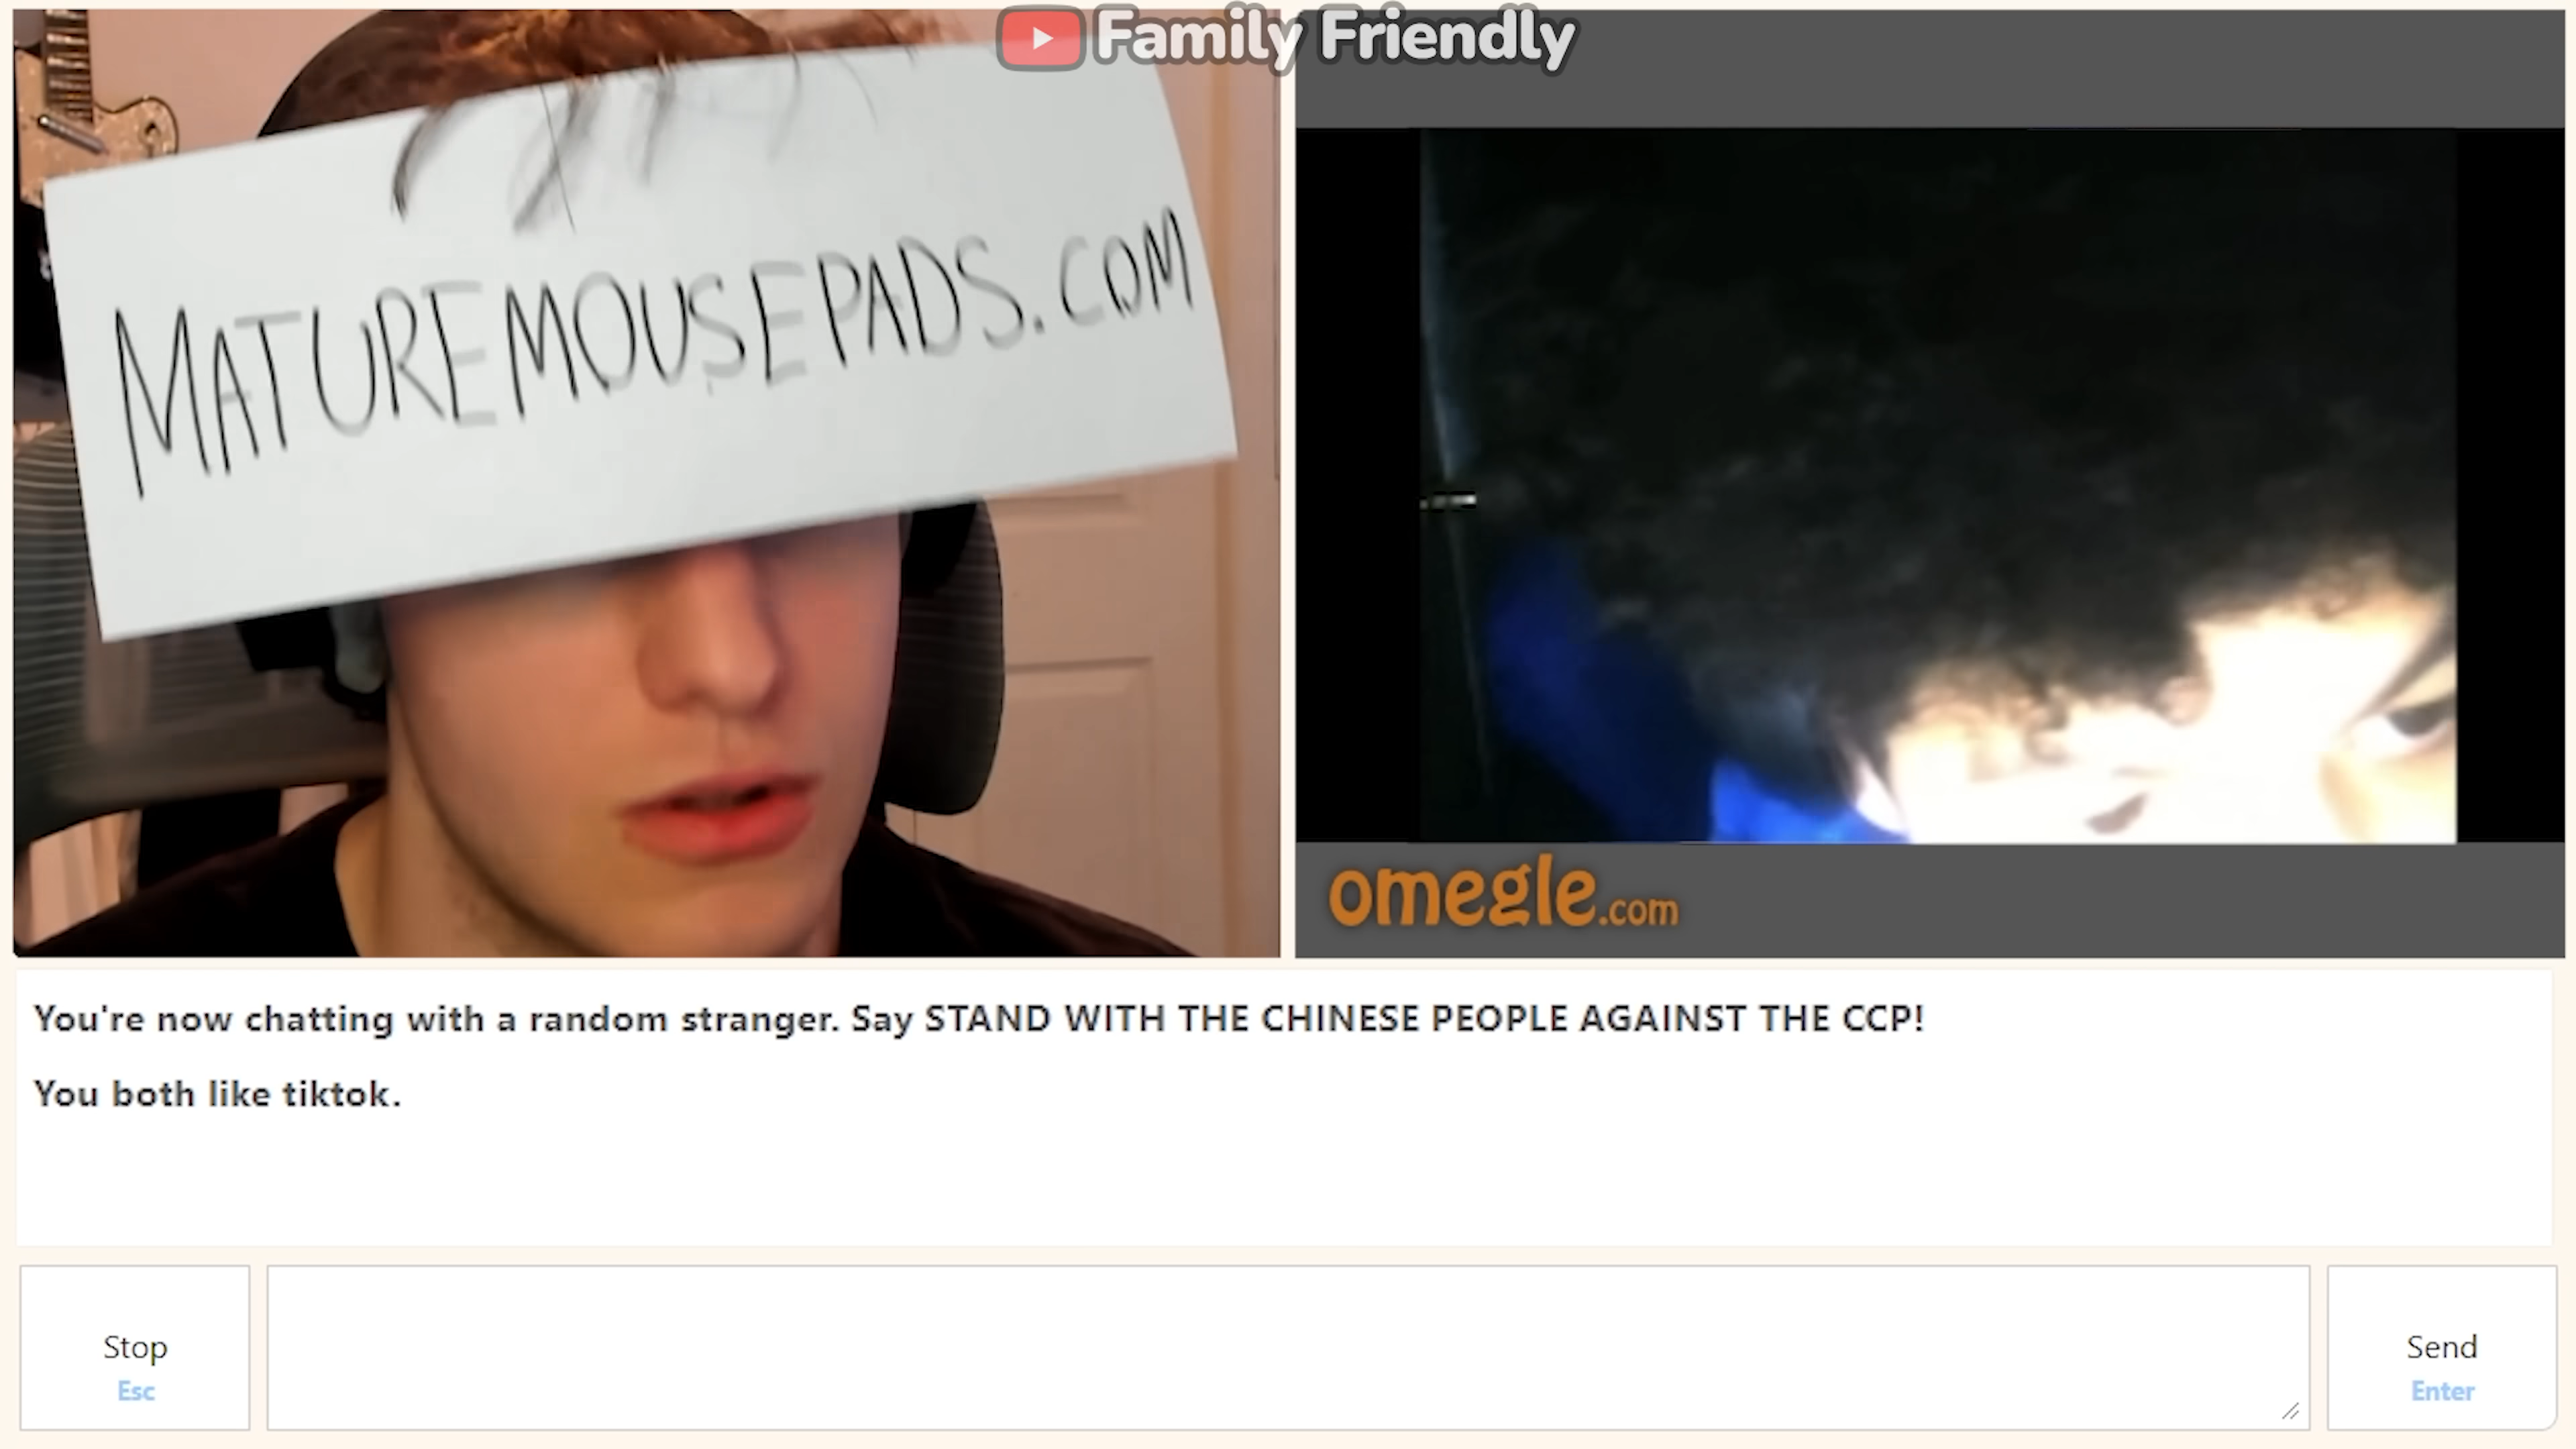 Family Friendly
MATUREMOUSEPADS.COM
omegle.com
You're now chatting with a random stranger. Say STAND WITH THE CHINESE PEOPLE AGAINST THE CCP!
You both like tiktok.
Stop
Esc
Send
Enter